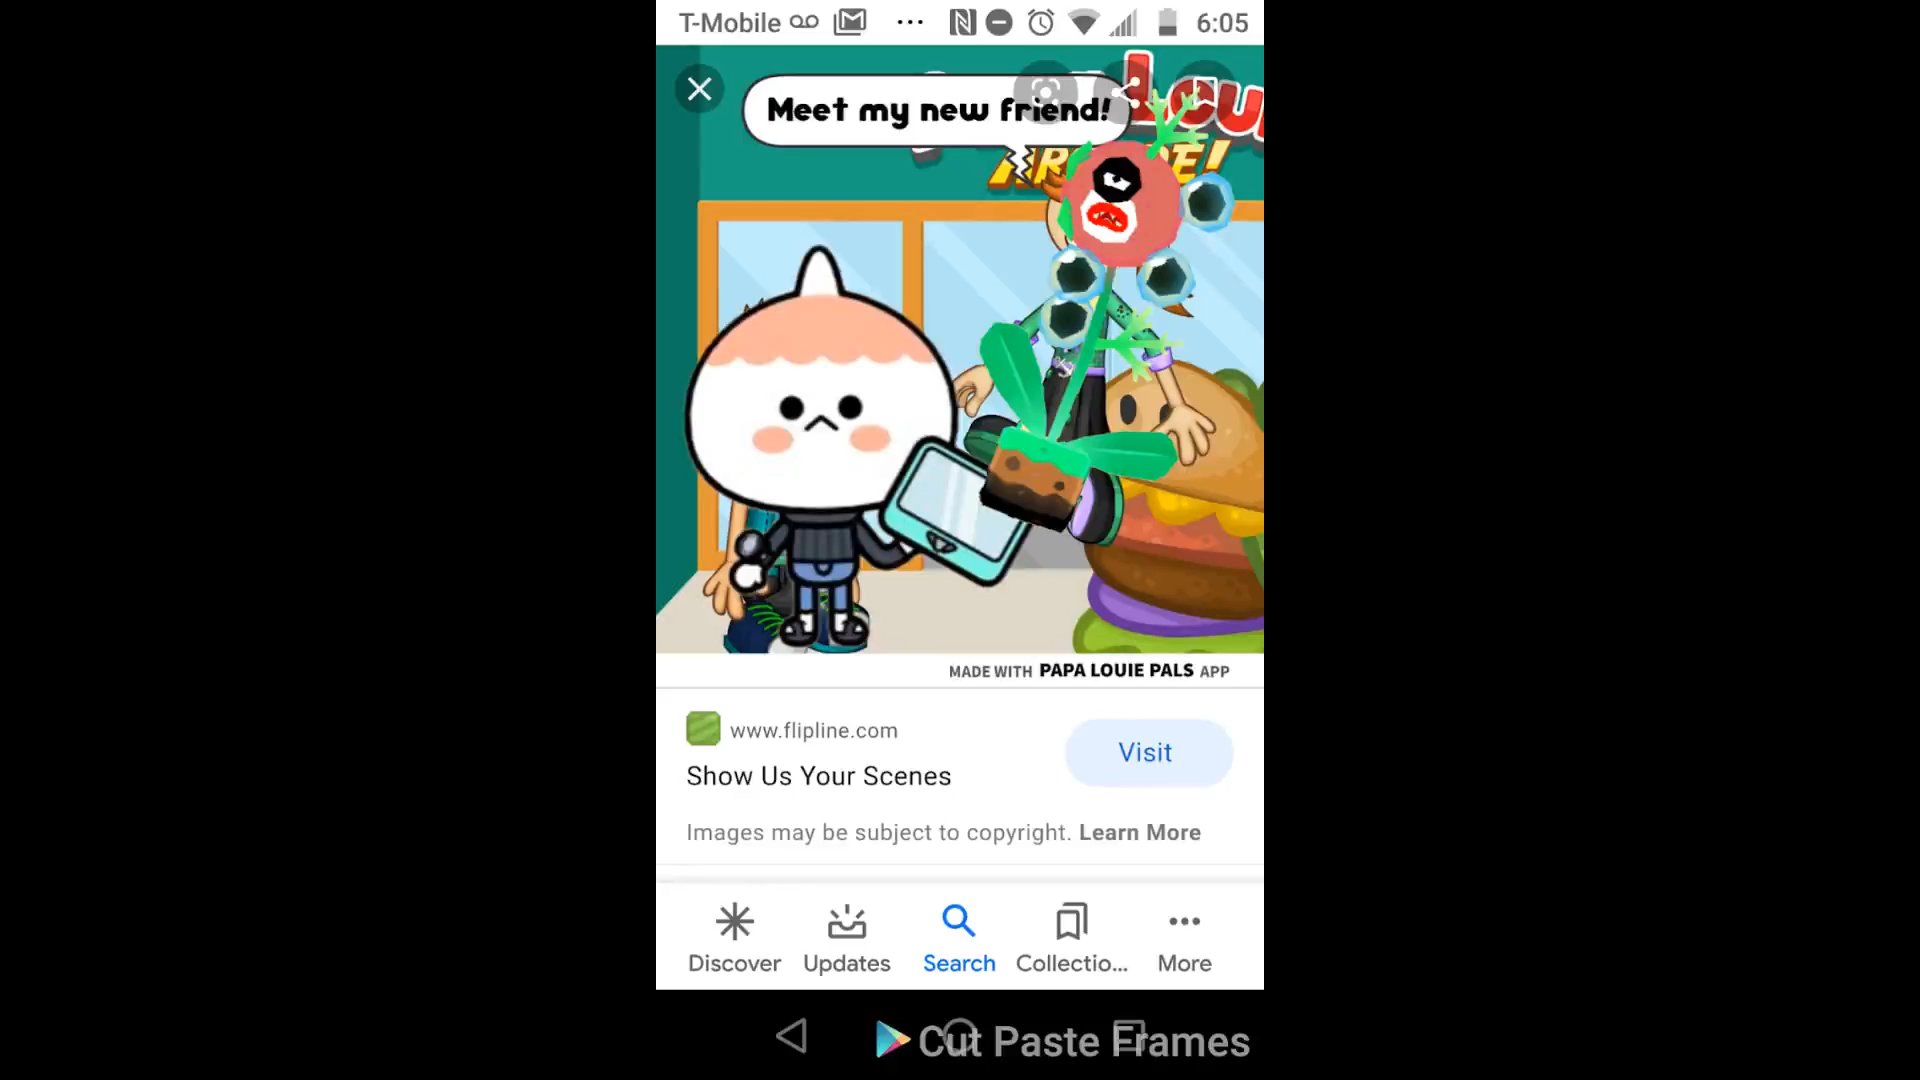 T-Mobile 6:05
Meet my new friend!
Lou
MADE WITH PAPA LOUIE PALS APP
www.flipline.com
Visit
Show Us Your Scenes
Images may be subject to copyright. Learn More
Discover Updates Search Collectio... More
Cut Paste Frames